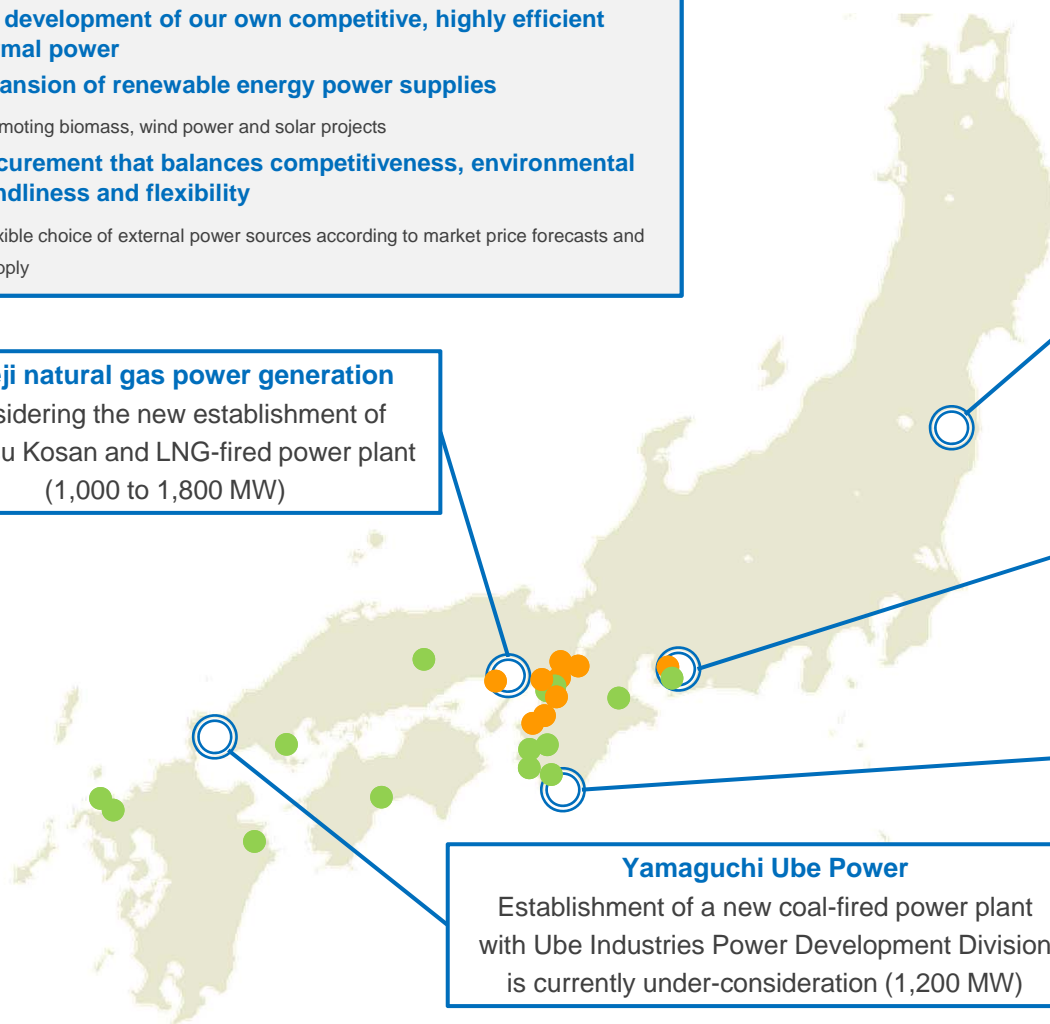 development of our own competitive, highly efficient
rmal power
ansion of renewable energy power supplies
moting biomass, wind power and solar projects
curement that balances competitiveness, environmental
ndliness and flexibility
xible choice of external power sources according to market price forecasts and
pply
ji natural gas power generation
sidering the new establishment of
su Kosan and LNG-fired power plant
(1,000 to 1,800 MW)
Yamaguchi Ube Power
Establishment of a new coal-fired power plant
with Ube Industries Power Development Division
is currently under-consideration (1,200 MW)